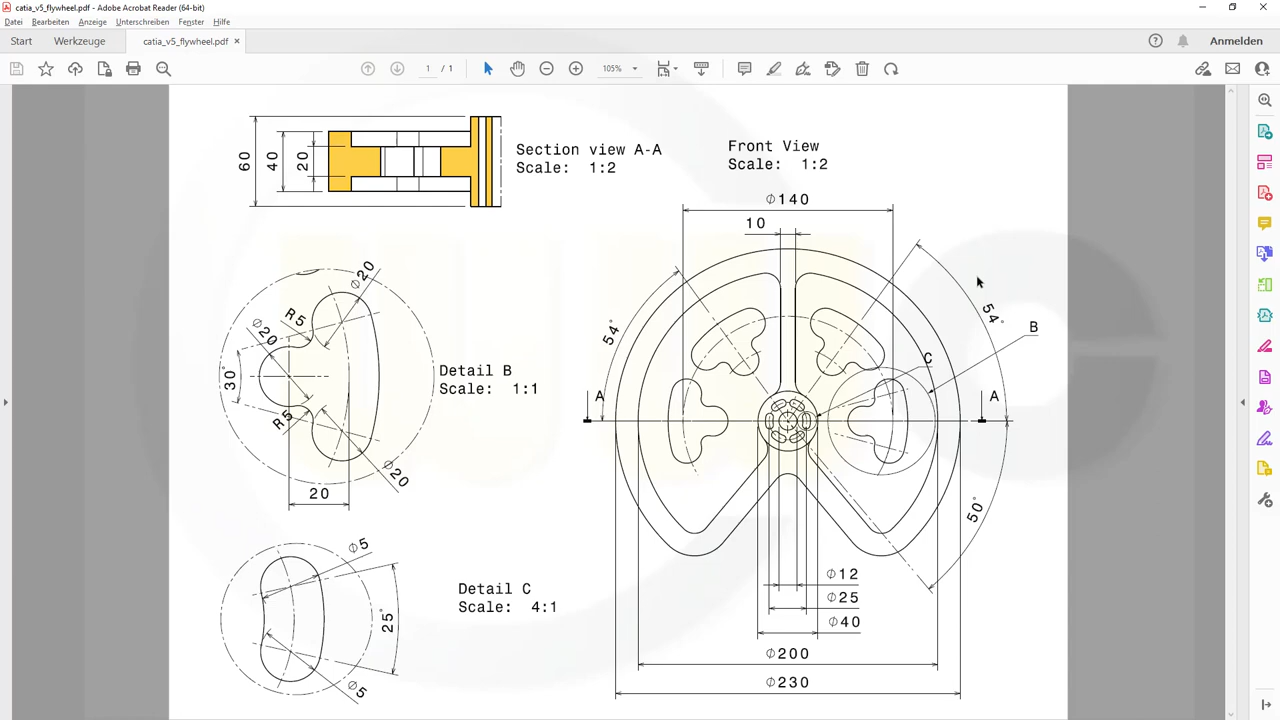 catia_v5_flywheel.pdf - Adobe Acrobat Reader (64-bit)
Datei Bearbeiten Anzeige Unterschreiben Fenster Hilfe
Start Werkzeuge catia_v5_flywheel.pdf × Anmelden
1 / 1 105%
Section view A-A
Scale: 1:2
60
40
20
Front View
Scale: 1:2
Φ140
10
54°
54°
B
C
A
A
50°
Φ12
Φ25
Φ40
Φ200
Φ230
Φ20
R5
Φ20
30°
R5
Φ20
20
Detail B
Scale: 1:1
Φ5
25°
Φ5
Detail C
Scale: 4:1